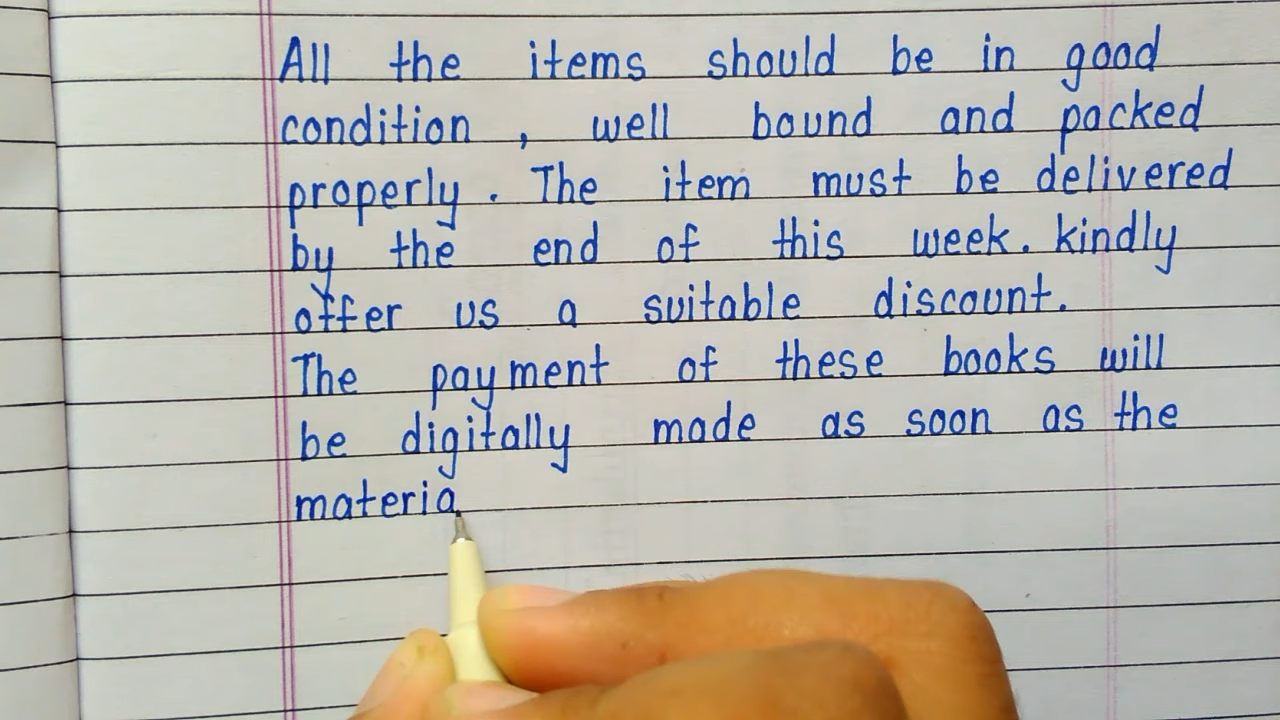 All the items should be in good
condition , well bound and packed
properly . The item must be delivered
by the end of this week. kindly
offer us a suitable discount.
The payment of these books will
be digitally made as soon as the
materia